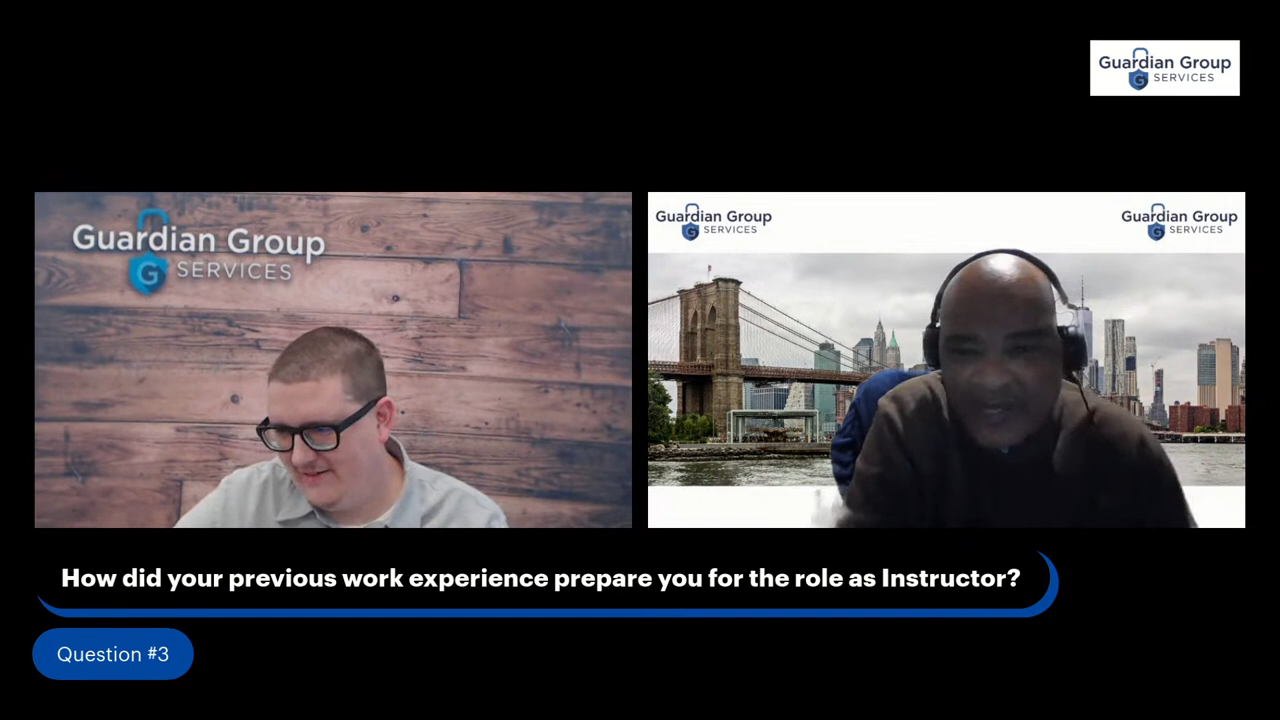 Guardian Group
G SERVICES
Guardian Group
G SERVICES
Guardian Group
G SERVICES
Guardian Group
G SERVICES
How did your previous work experience prepare you for the role as Instructor?
Question #3